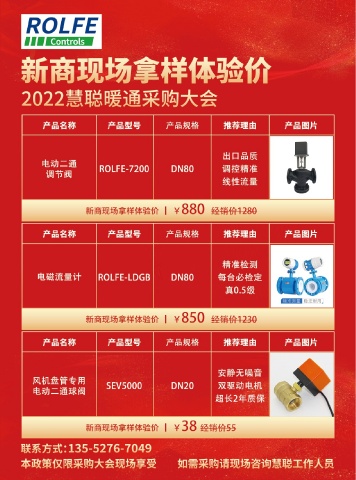 ROLFE
Controls
新商现场拿样体验价
2022慧聪暖通采购大会
产品名称 产品型号 产品规格 推荐理由 产品图片
电动二通
调节阀
ROLFE-7200
DN80
出口品质
调控精准
线性流量
新商现场拿样体验价 | ¥880 经销价1280
产品名称 产品型号 产品规格 推荐理由 产品图片
电磁流量计
ROLFE-LDGB
DN80
精准检测
每台必检定
真0.5级
新商现场拿样体验价 | ¥850 经销价1230
产品名称 产品型号 产品规格 推荐理由 产品图片
风机盘管专用
电动二通球阀
SEV5000
DN20
安静无噪音
双驱动电机
超长2年质保
新商现场拿样体验价 | ¥38 经销价55
联系方式:135-5276-7049
本政策仅限采购大会现场享受 如需采购请现场咨询慧聪工作人员